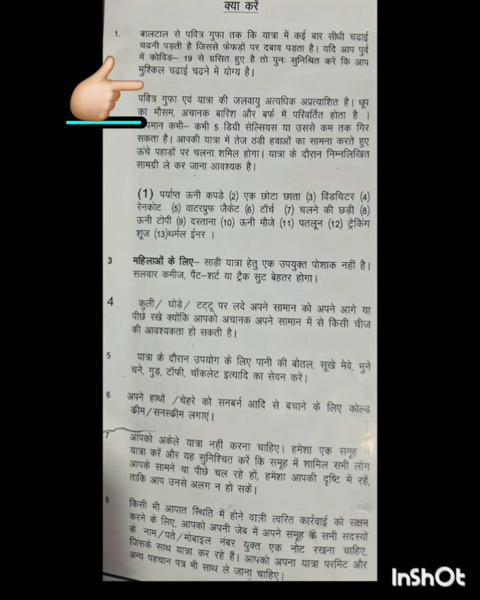 क्या करें
1. बालटाल से पवित्र गुफा तक कि यात्रा में कई बार सीधी चढाई
चढनी पड़ती है जिससे फेफड़ों पर दबाव पड़ता है। यदि आप पुर्व
में कोविड- 19 से ग्रसित हुए है तो पुनः सुनिश्रित करें कि आप
मुश्किल चढाई चढने में योग्य है।
पवित्र गुफा एवं यात्रा की जलवायु अत्यधिक अप्रत्याशित है। धूप
का मौसम, अचानक बारिश और बर्फ में परिवर्तित होता है ।
कभी- कभी 5 डिग्री सेल्सियस या उससे कम तक गिर
सकता है। आपकी यात्रा में तेज ठंडी हवाओं का सामना करते हुए
ऊंचे पहाड़ों पर चलना शमिल होगा। यात्रा के दौरान निम्नलिखित
सामग्री ले कर जाना आवश्यक है।
(1) पर्याप्त ऊनी कपडे (2) एक छोटा छाता (3) विंडचिटर (4)
रेनकोट (5) वाटरप्रुफ जैकेट (6) टॉर्च (7) चलने की छड़ी (8)
ऊनी टोपी (9) दस्ताना (10) ऊनी मौजे (11) पतलून (12) ट्रेकिंग
शूज (13)थर्मल ईनर ।
3 महिलाओं के लिए- साड़ी यात्रा हेतु एक उपयुक्त पोशाक नहीं है।
सलवार कमीज, पैंट-शर्ट या ट्रैक सुट बेहतर होगा।
4 कुली/ घोडे/ टट्टू पर लदे अपने सामान को अपने आगे या
पीछे रखे क्योंकि आपको अचानक अपने सामान में से किसी चीज
की आवश्यकता हो सकती है।
5 यात्रा के दौरान उपयोग के लिए पानी की बोतल, सूखे मेवे, भुने
चने, गुड, टॉफी, चॉकलेट इत्यादि का सेवन करें।
6 अपने हाथों /चेहरे को सनबर्न आदि से बचाने के लिए कोल्ड
क्रीम/सनस्क्रीम लगाएं।
7 आपको अकेले यात्रा नहीं करना चाहिए। हमेशा एक समूह में
यात्रा करें और यह सुनिश्चित करें कि समूह में शामिल सभी लोग
आपके सामने या पीछे चल रहे हों, हमेशा आपकी दृष्टि में रहें,
ताकि आप उनसे अलग न हो सकें।
8 किसी भी आपात स्थिति में होने वाली त्वरित कार्रवाई को सक्षम
करने के लिए, आपको अपनी जेब में अपने समूह के सभी सदस्यों
के नाम/पते/मोबाइल नंबर युक्त एक नोट रखना चाहिए,
जिसके साथ यात्रा कर रहे हैं। आपको अपना यात्रा परमिट और
अन्य पहचान पत्र भी साथ ले जाना चाहिए।
InShOt